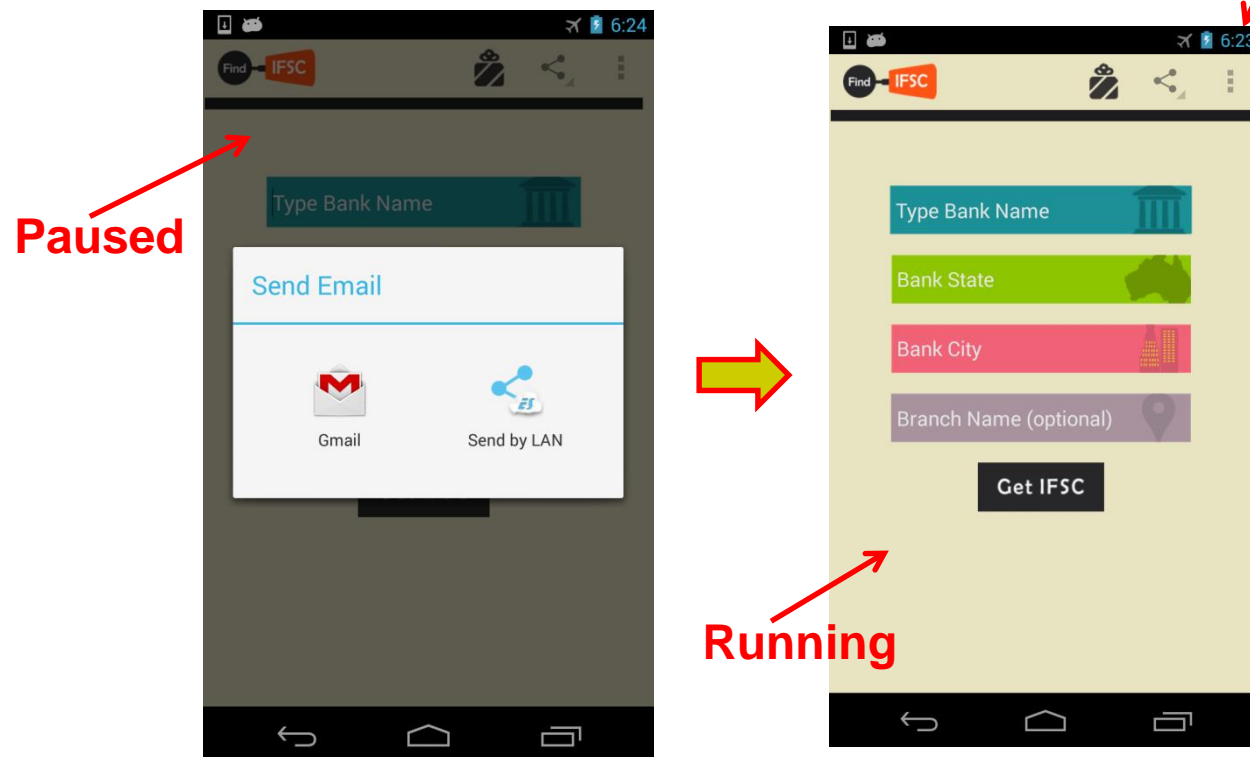 6:24
Find IFSC
Type Bank Name
Paused
Send Email
Gmail
Send by LAN
ES
6:23
Find IFSC
Type Bank Name
Bank State
Bank City
Branch Name (optional)
Get IFSC
Running